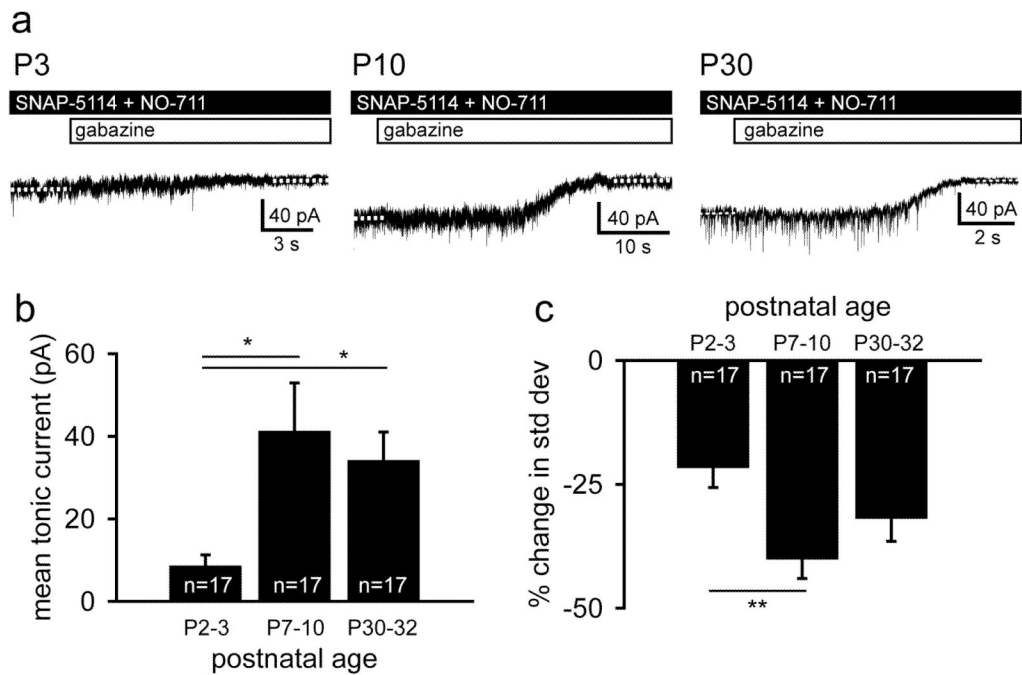 a
P3
P10
P30
SNAP-5114 + NO-711
SNAP-5114 + NO-711
SNAP-5114 + NO-711
gabazine
gabazine
gabazine
40 pA
3 s
40 pA
10 s
40 pA
2 s
b
mean tonic current (pA)
60
40
20
0
*
*
n=17
n=17
n=17
P2-3
P7-10
P30-32
postnatal age
c
postnatal age
P2-3
P7-10
P30-32
% change in std dev
0
-25
-50
n=17
n=17
n=17
**